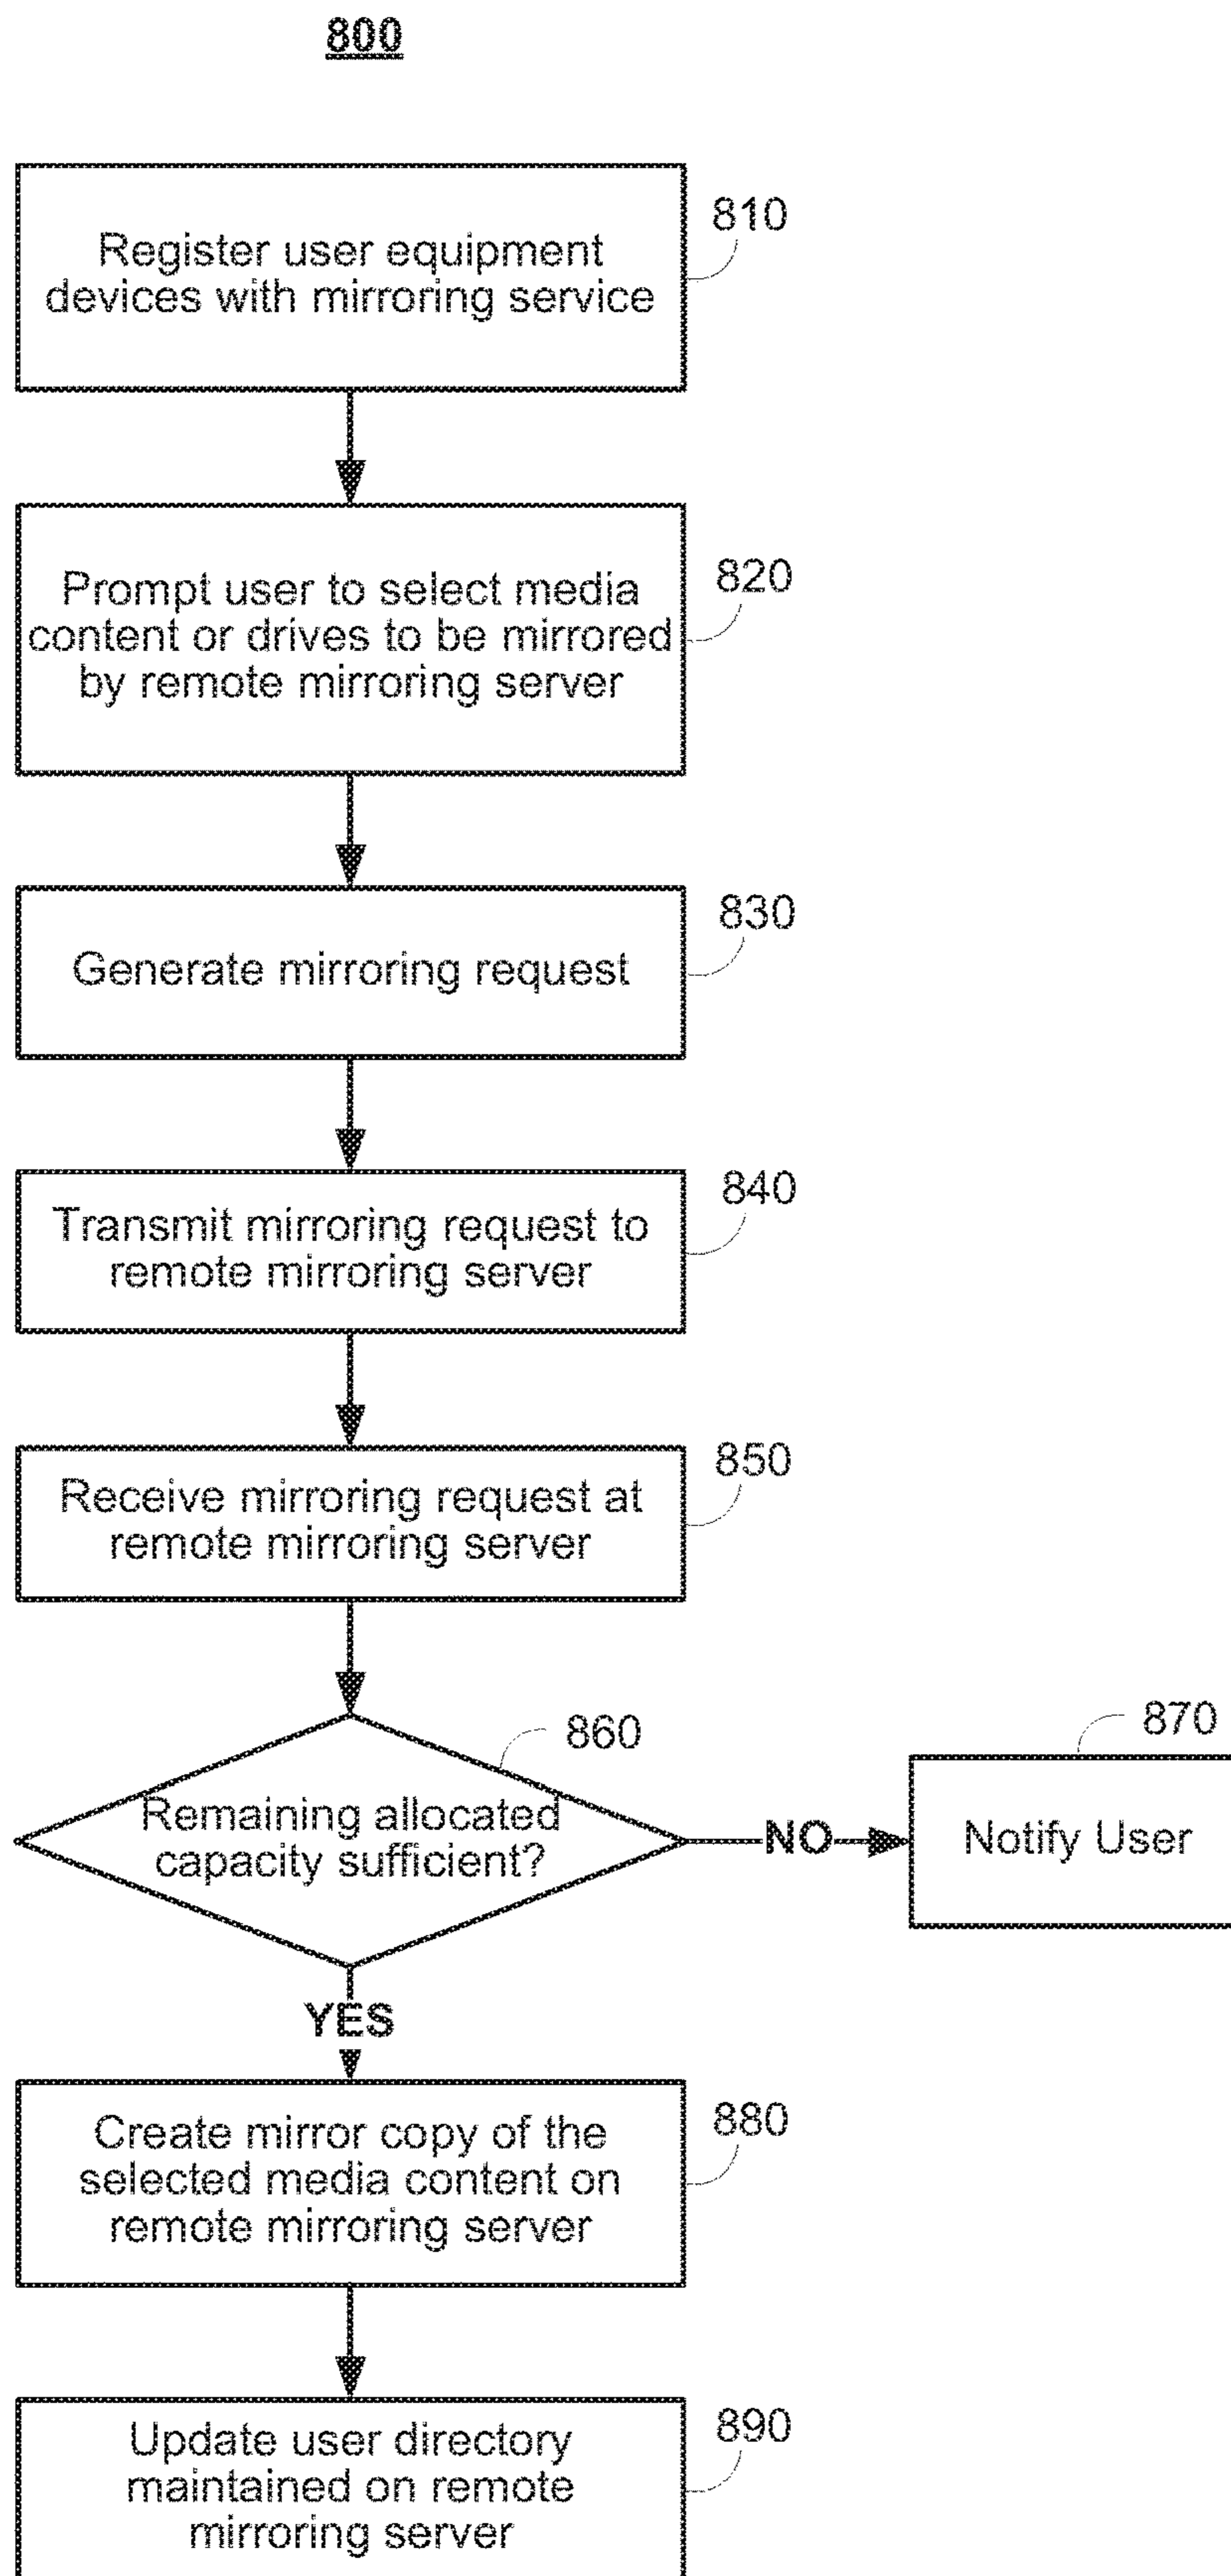 800
810
Register user equipment
devices with mirroring service
820
Prompt user to select media
content or drives to be mirrored
by remote mirroring server
830
Generate mirroring request
840
Transmit mirroring request to
remote mirroring server
850
Receive mirroring request at
remote mirroring server
860
Remaining allocated
capacity sufficient?
NO
870
Notify User
YES
880
Create mirror copy of the
selected media content on
remote mirroring server
890
Update user directory
maintained on remote
mirroring server